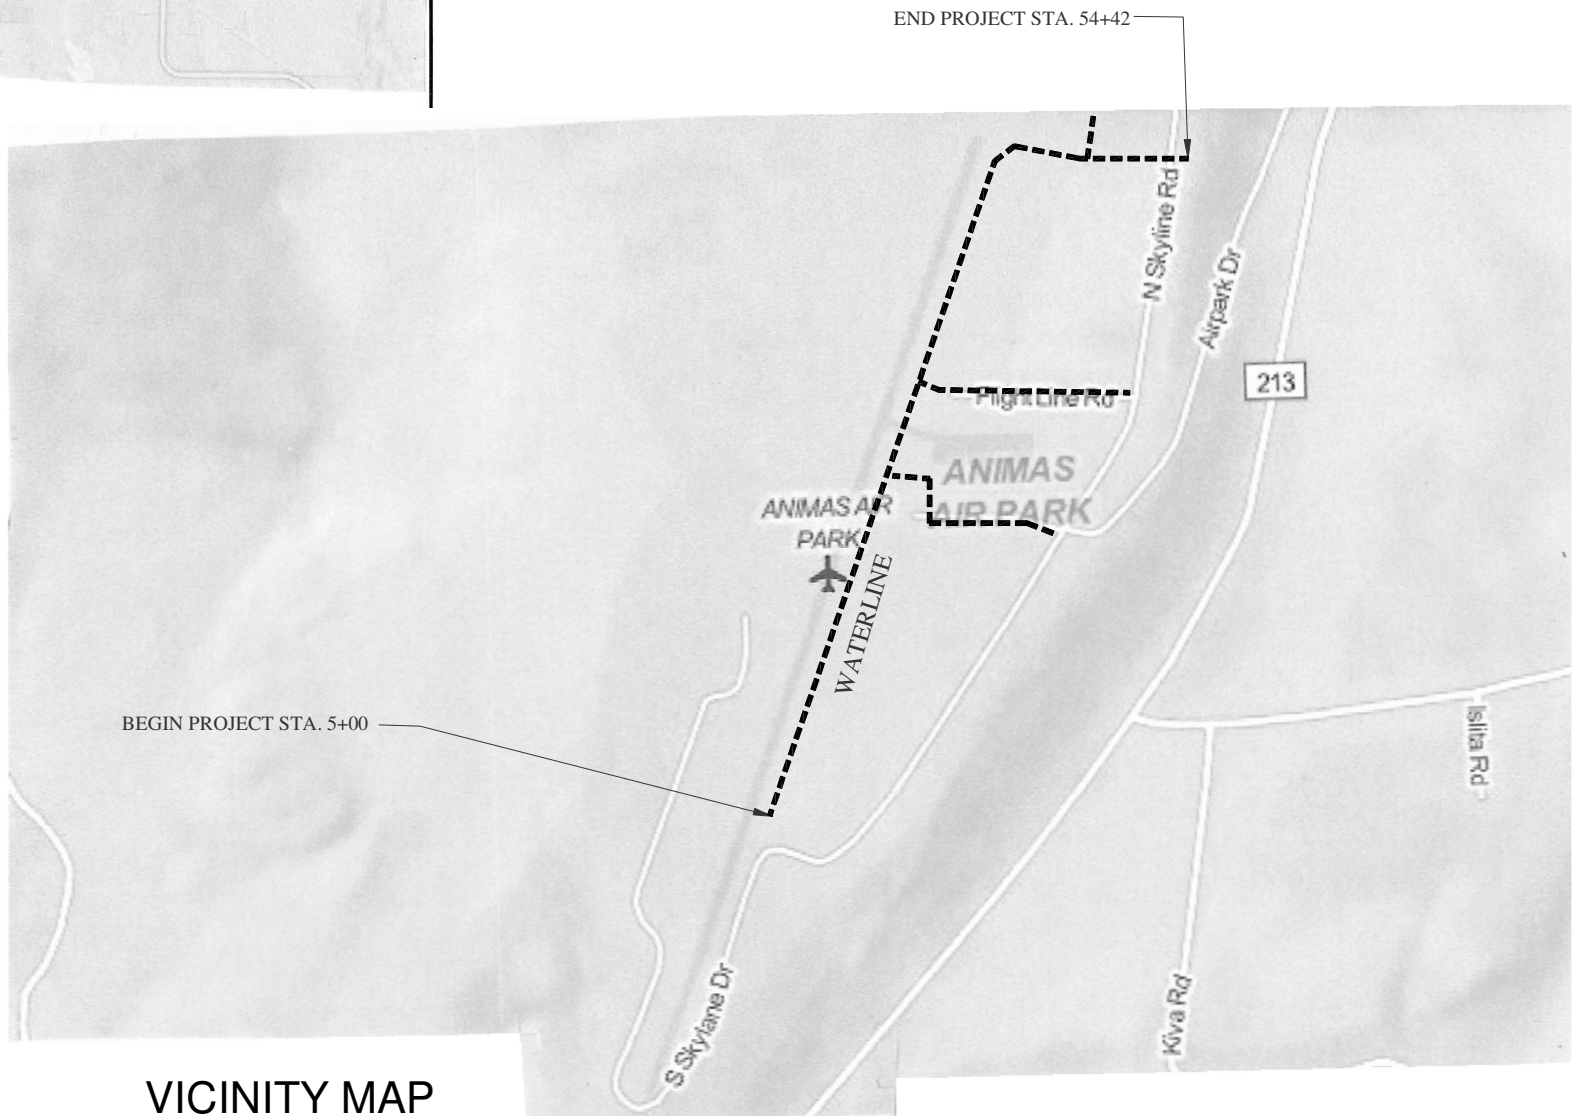 END PROJECT STA. 54+42
N Skyline Rd
Airpark Dr
213
Flight Line Rd
ANIMAS
AIR PARK
ANIMAS AIR
PARK
WATERLINE
BEGIN PROJECT STA. 5+00
Islita Rd
S Skylane Dr
Kiva Rd
VICINITY MAP